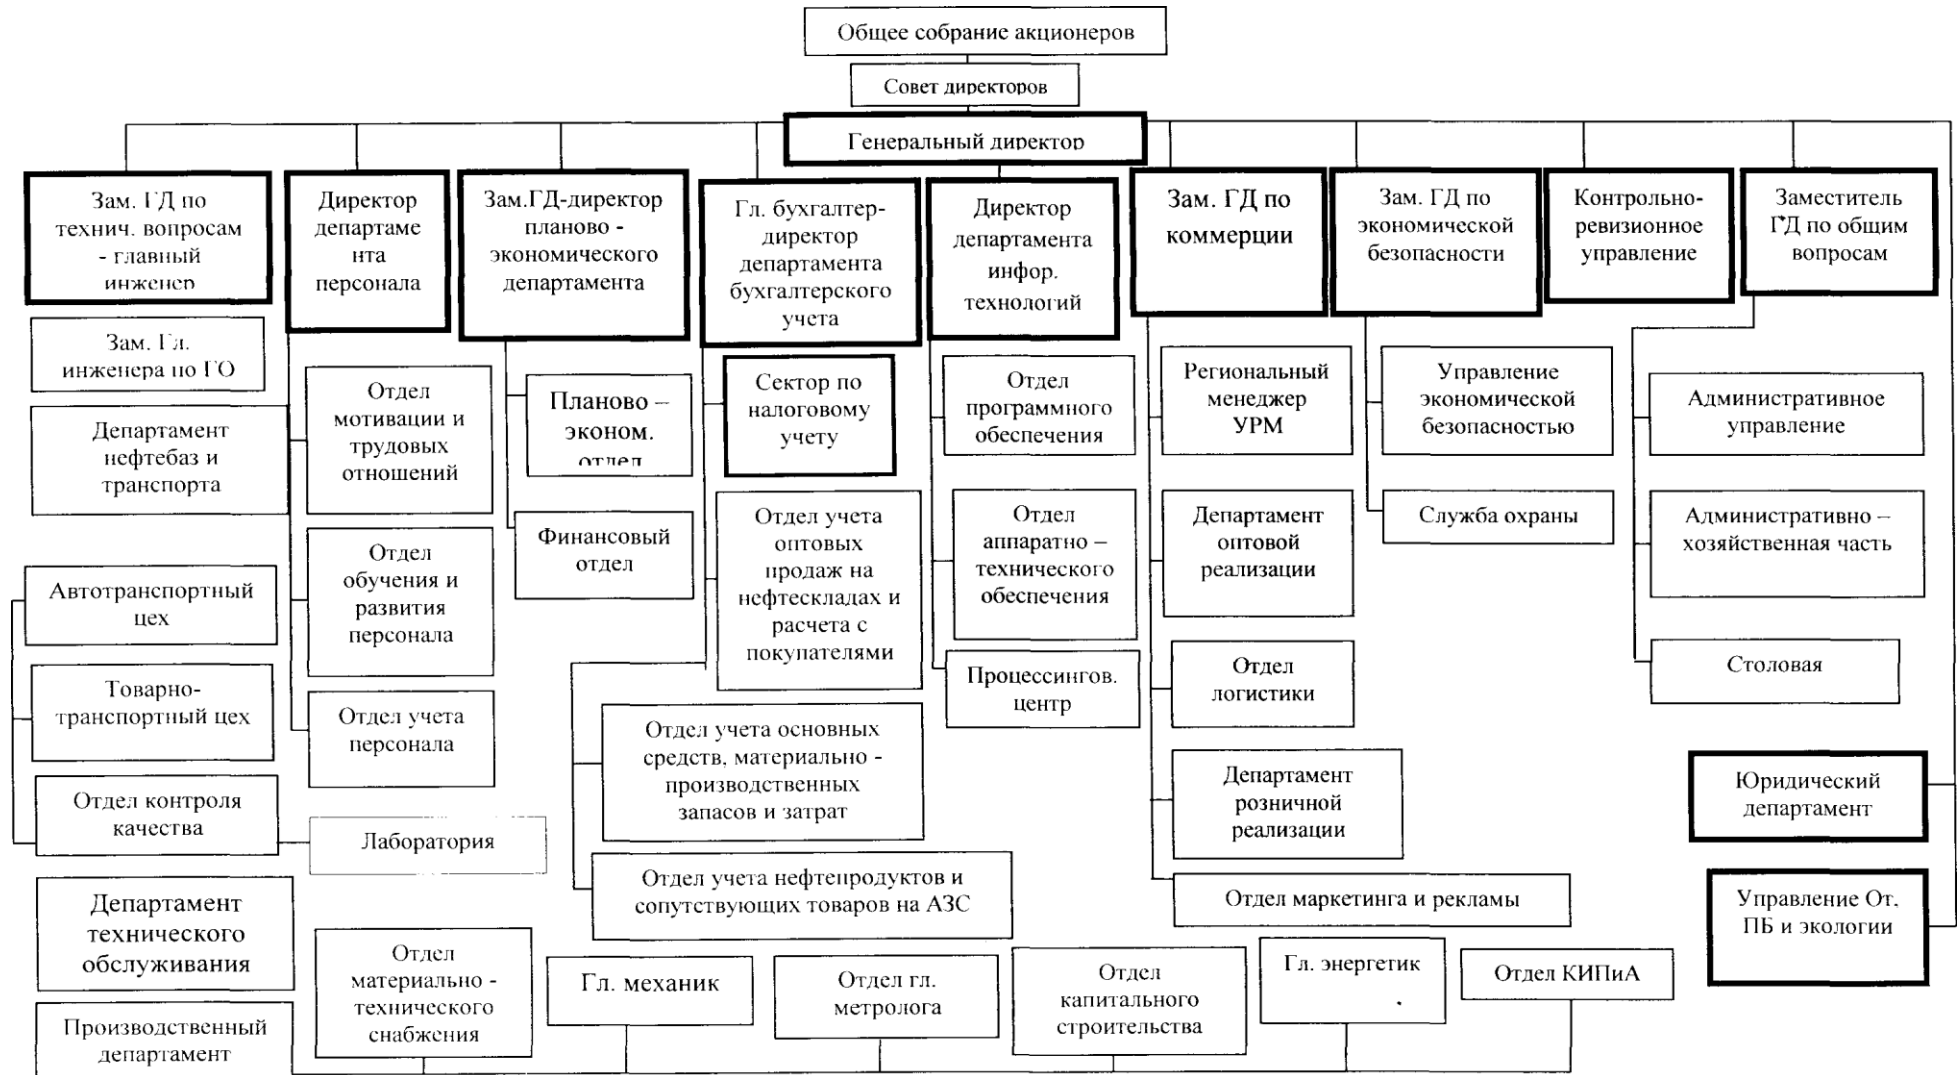 Общее собрание акционеров
Совет директоров
Генеральный директор
Зам. ГД по
технич. вопросам
- главный
инженер
Директор
департаме
нта
персонала
Зам.ГД-директор
планово -
экономического
департамента
Гл. бухгалтер-
директор
департамента
бухгалтерского
учета
Директор
департамента
инфор.
технологий
Зам. ГД по
коммерции
Зам. ГД по
экономической
безопасности
Контрольно-
ревизионное
управление
Заместитель
ГД по общим
вопросам
Зам. Гл.
инженера по ГО
Департамент
нефтебаз и
транспорта
Автотранспортный
цех
Товарно-
транспортный цех
Отдел контроля
качества
Лаборатория
Департамент
технического
обслуживания
Производственный
департамент
Отдел
мотивации и
трудовых
отношений
Отдел
обучения и
развития
персонала
Отдел учета
персонала
Планово –
эконом.
отдел
Финансовый
отдел
Сектор по
налоговому
учету
Отдел учета
оптовых
продаж на
нефтескладах и
расчета с
покупателями
Отдел учета основных
средств, материально -
производственных
запасов и затрат
Отдел учета нефтепродуктов и
сопутствующих товаров на АЗС
Отдел
программного
обеспечения
Отдел
аппаратно –
технического
обеспечения
Процессингов.
центр
Региональный
менеджер
УРМ
Департамент
оптовой
реализации
Отдел
логистики
Департамент
розничной
реализации
Отдел маркетинга и рекламы
Управление
экономической
безопасностью
Служба охраны
Административное
управление
Административно –
хозяйственная часть
Столовая
Юридический
департамент
Управление От,
ПБ и экологии
Отдел
материально -
технического
снабжения
Гл. механик
Отдел гл.
метролога
Отдел
капитального
строительства
Гл. энергетик
Отдел КИПиА